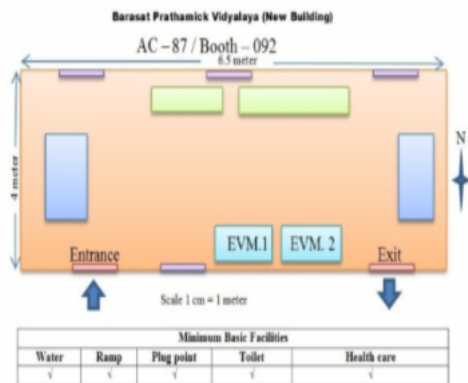 Barasat Prathamick Vidyalaya (New Building)
AC – 87 / Booth – 092
6.5 meter
4 meter
N
EVM.1
EVM. 2
Entrance
Exit
Scale 1 cm = 1 meter
Minimum Basic Facilities
Water Ramp Plug point Toilet Health care
√ √ √ √ √